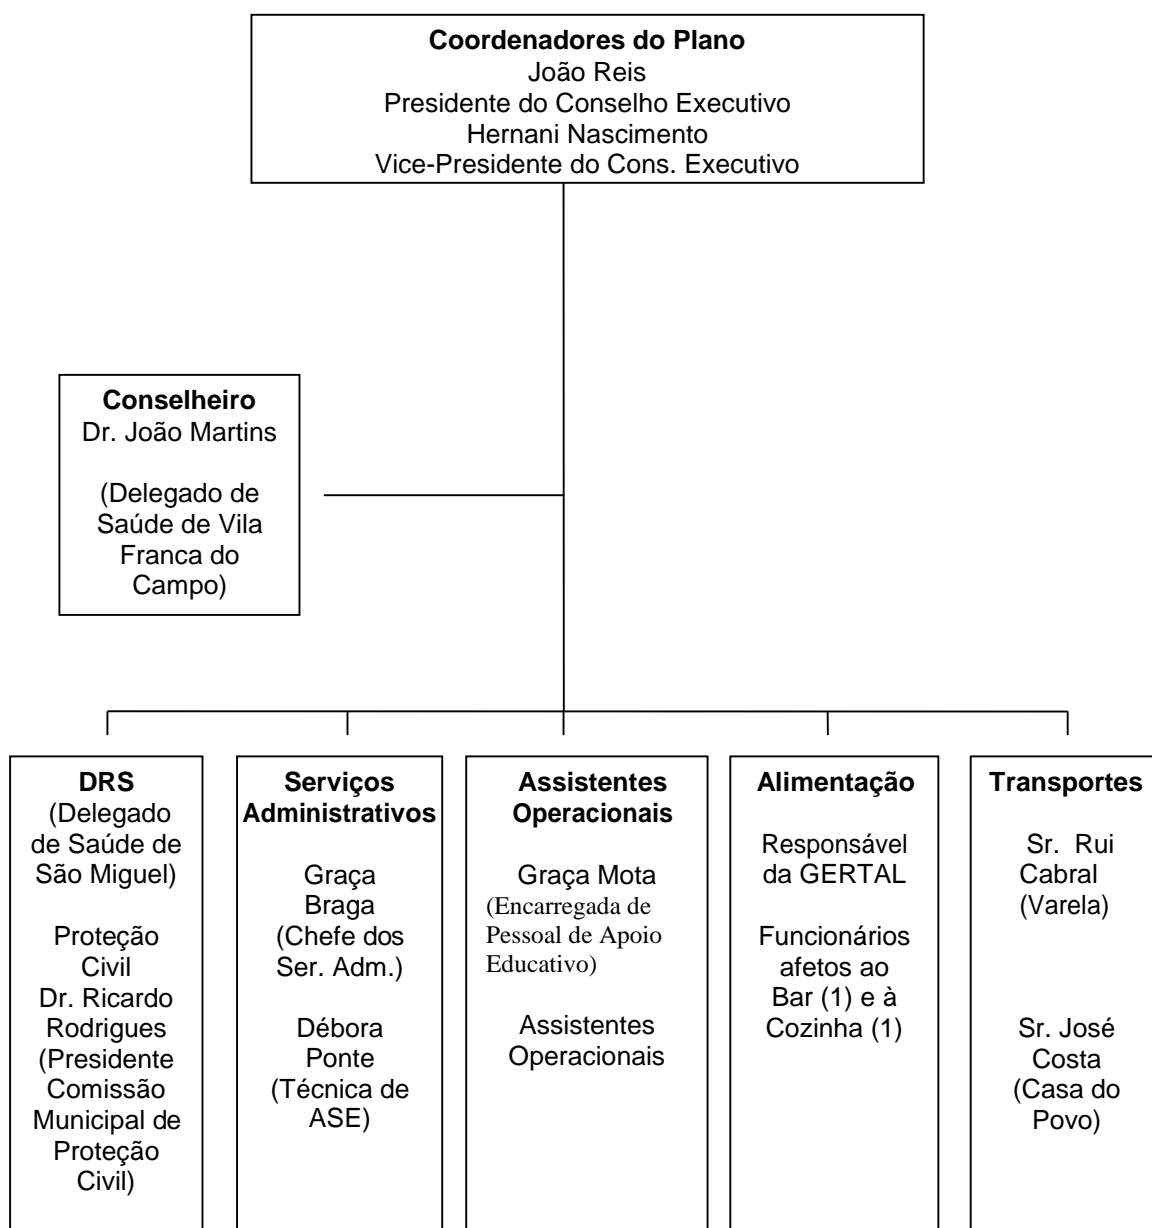 Coordenadores do Plano
João Reis
Presidente do Conselho Executivo
Hernani Nascimento
Vice-Presidente do Cons. Executivo
Conselheiro
Dr. João Martins
(Delegado de
Saúde de Vila
Franca do
Campo)
DRS
(Delegado
de Saúde de
São Miguel)
Proteção
Civil
Dr. Ricardo
Rodrigues
(Presidente
Comissão
Municipal de
Proteção
Civil)
Serviços
Administrativos
Graça
Braga
(Chefe dos
Ser. Adm.)
Débora
Ponte
(Técnica de
ASE)
Assistentes
Operacionais
Graça Mota
(Encarregada de
Pessoal de Apoio
Educativo)
Assistentes
Operacionais
Alimentação
Responsável
da GERTAL
Funcionários
afetos ao
Bar (1) e à
Cozinha (1)
Transportes
Sr. Rui
Cabral
(Varela)
Sr. José
Costa
(Casa do
Povo)